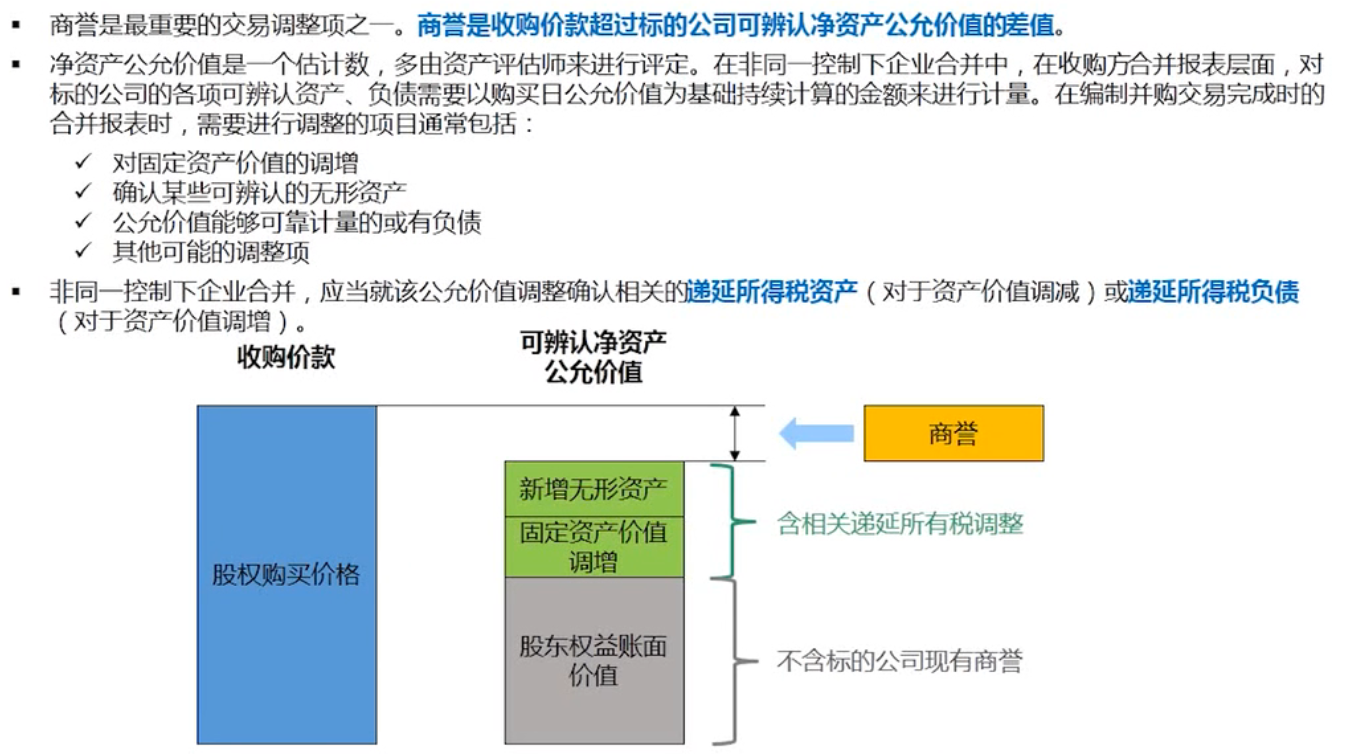 ▪ 商誉是最重要的交易调整项之一。商誉是收购价款超过标的公司可辨认净资产公允价值的差值。
▪ 净资产公允价值是一个估计数，多由资产评估师来进行评定。在非同一控制下企业合并中，在收购方合并报表层面，对
标的公司的各项可辨认资产、负债需要以购买日公允价值为基础持续计算的金额来进行计量。在编制并购交易完成时的
合并报表时，需要进行调整的项目通常包括：
✓ 对固定资产价值的调增
✓ 确认某些可辨认的无形资产
✓ 公允价值能够可靠计量的或有负债
✓ 其他可能的调整项
▪ 非同一控制下企业合并，应当就该公允价值调整确认相关的递延所得税资产（对于资产价值调减）或递延所得税负债
（对于资产价值调增）。
收购价款
可辨认净资产
公允价值
商誉
新增无形资产
固定资产价值
调增
含相关递延所有税调整
股权购买价格
股东权益账面
价值
不含标的公司现有商誉